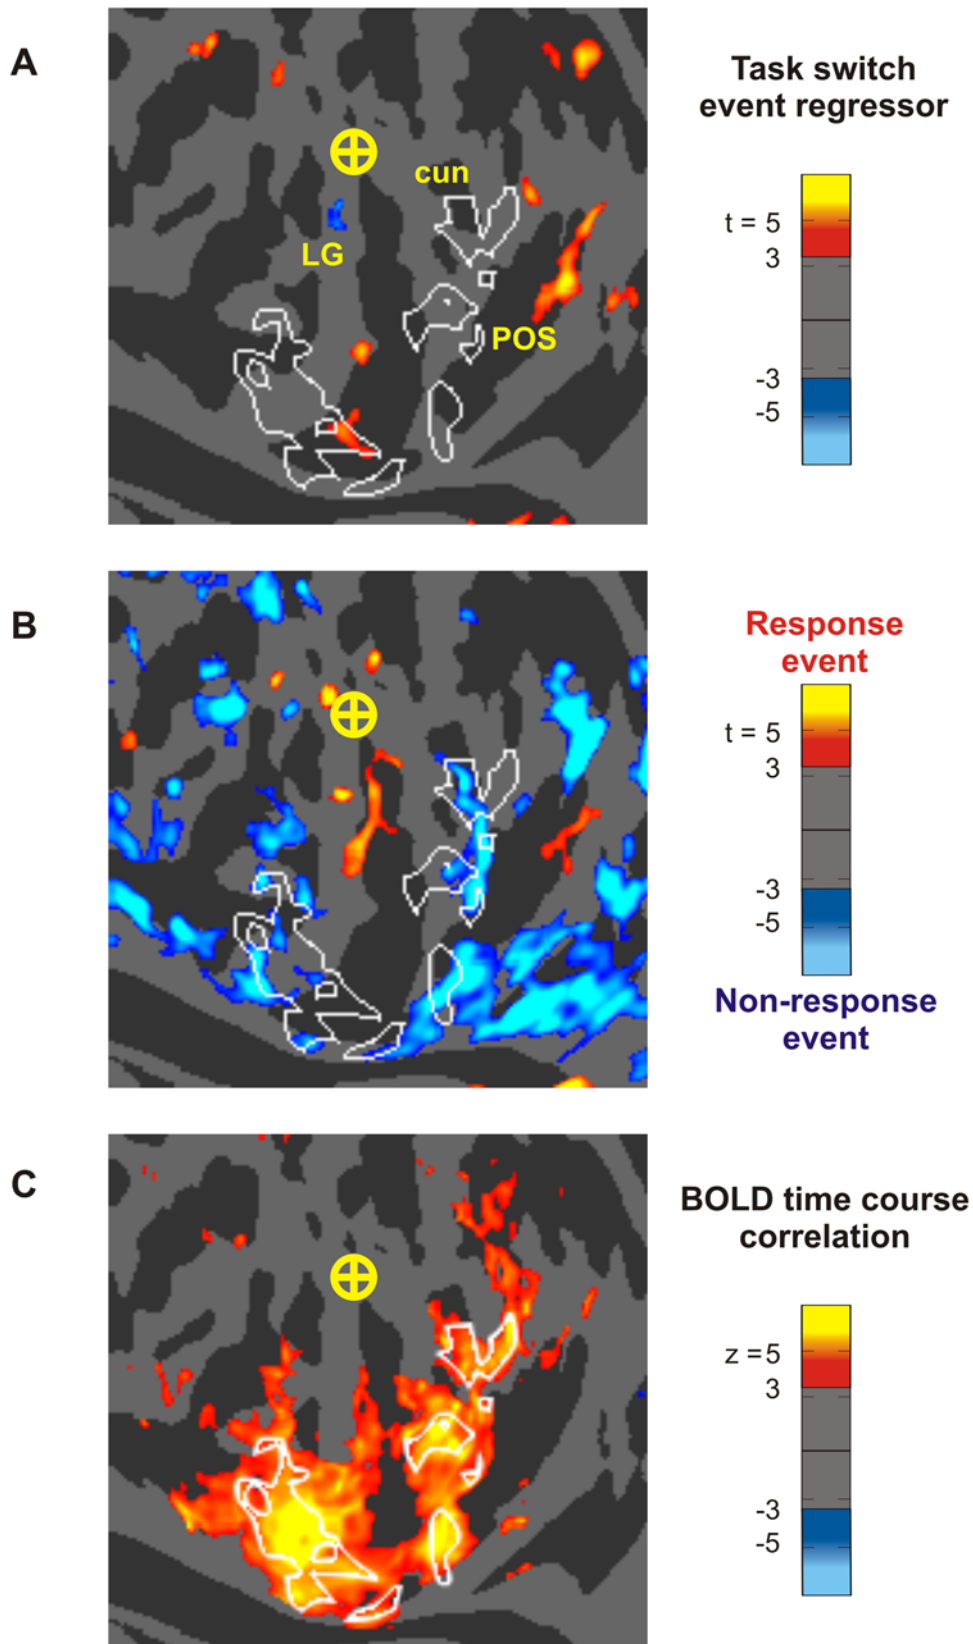 A
Task switch
event regressor
cun
LG
POS
t = 5
3
-3
-5
B
Response
event
t = 5
3
-3
-5
Non-response
event
C
BOLD time course
correlation
z =5
3
-3
-5